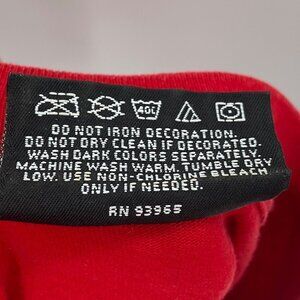 40C
DO NOT IRON DECORATION.
DO NOT DRY CLEAN IF DECORATED.
WASH DARK COLORS SEPARATELY.
MACHINE WASH WARM. TUMBLE DRY
LOW. USE NON-CHLORINE BLEACH
ONLY IF NEEDED.
RN 93965